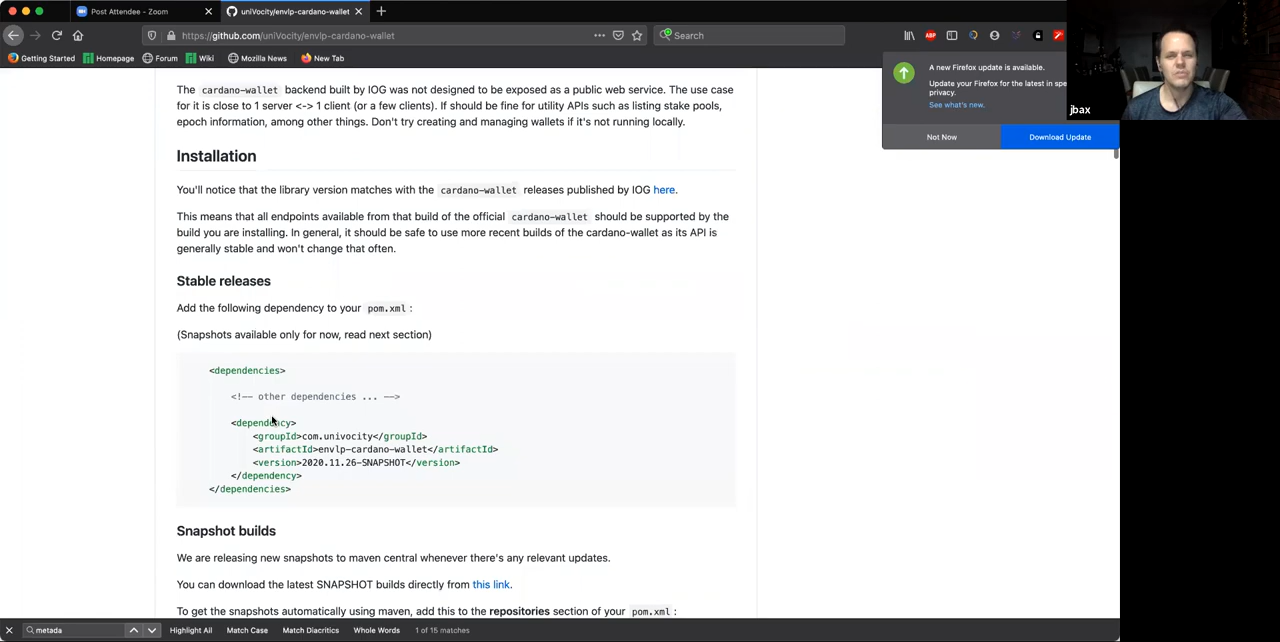 Post Attendee - Zoom
uniVocity/envlp-cardano-wallet
https://github.com/uniVocity/envlp-cardano-wallet
Search
ABP
Getting Started
Homepage
Forum
Wiki
Mozilla News
New Tab
A new Firefox update is available.
Update your Firefox for the latest in spe
privacy.
See what's new.
Not Now
Download Update
jbax
The cardano-wallet backend built by IOG was not designed to be exposed as a public web service. The use case
for it is close to 1 server <-> 1 client (or a few clients). If should be fine for utility APIs such as listing stake pools,
epoch information, among other things. Don't try creating and managing wallets if it's not running locally.
Installation
You'll notice that the library version matches with the cardano-wallet releases published by IOG here.
This means that all endpoints available from that build of the official cardano-wallet should be supported by the
build you are installing. In general, it should be safe to use more recent builds of the cardano-wallet as its API is
generally stable and won't change that often.
Stable releases
Add the following dependency to your pom.xml :
(Snapshots available only for now, read next section)
<dependencies>
<!-- other dependencies ... -->
<dependency>
<groupId>com.univocity</groupId>
<artifactId>envlp-cardano-wallet</artifactId>
<version>2020.11.26-SNAPSHOT</version>
</dependency>
</dependencies>
Snapshot builds
We are releasing new snapshots to maven central whenever there's any relevant updates.
You can download the latest SNAPSHOT builds directly from this link.
To get the snapshots automatically using maven, add this to the repositories section of your pom.xml :
metada
Highlight All
Match Case
Match Diacritics
Whole Words
1 of 15 matches